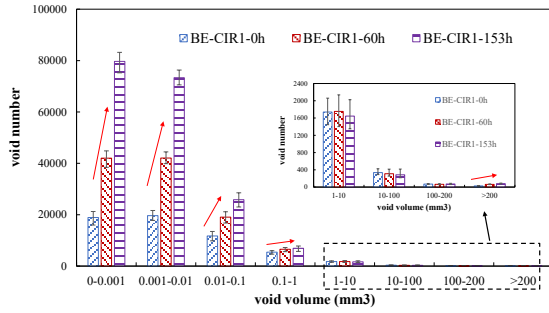 100000
80000
60000
40000
20000
0
void number
BE-CIR1-0h BE-CIR1-60h BE-CIR1-153h
2400
2000
1600
1200
800
400
0
void number
BE-CIR1-0h
BE-CIR1-60h
BE-CIR1-153h
1-10 10-100 100-200 >200
void volume (mm3)
0-0.001 0.001-0.01 0.01-0.1 0.1-1 1-10 10-100 100-200 >200
void volume (mm3)